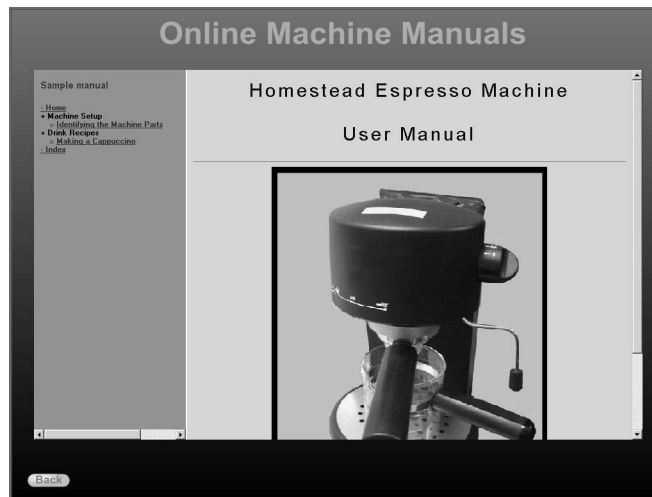 Online Machine Manuals
Sample manual
- Home
Machine Setup
Identifying the Machine Parts
Drink Recipes
Making a Cappuccino
- Index
Homestead Espresso Machine
User Manual
Back